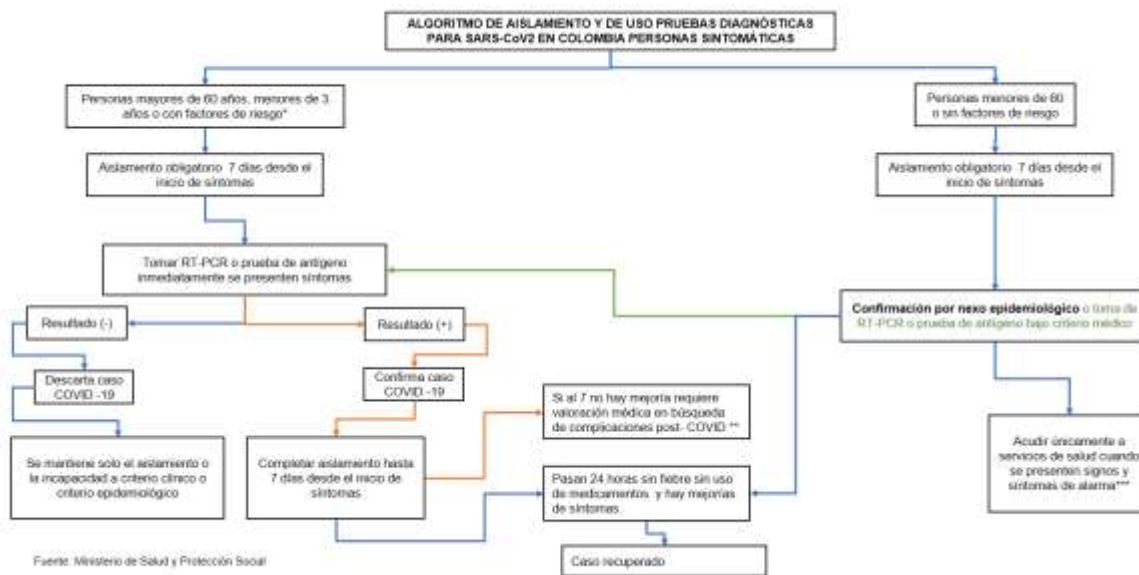 ALGORITMO DE AISLAMIENTO Y DE USO PRUEBAS DIAGNÓSTICAS
PARA SARS-CoV2 EN COLOMBIA PERSONAS SINTOMÁTICAS
Personas mayores de 60 años, menores de 3
años o con factores de riesgo*
Personas menores de 60
o sin factores de riesgo
Aislamiento obligatorio 7 días desde el
inicio de síntomas
Aislamiento obligatorio 7 días desde el
inicio de síntomas
Tomar RT-PCR o prueba de antígeno
inmediatamente se presenten síntomas
Confirmación por nexo epidemiológico o toma de
RT-PCR o prueba de antígeno bajo criterio médico
Resultado (-)
Resultado (+)
Descarta caso
COVID -19
Confirma caso
COVID -19
Si al 7 no hay mejoría requiere
valoración médica en búsqueda
de complicaciones post- COVID **
Se mantiene solo el aislamiento o
la incapacidad a criterio clínico o
criterio epidemiológico
Completar aislamiento hasta
7 días desde el inicio de
síntomas
Pasan 24 horas sin fiebre sin uso
de medicamentos y hay mejorías
de síntomas
Acudir únicamente a
servicios de salud cuando
se presenten signos y
síntomas de alarma***
Caso recuperado
Fuente: Ministerio de Salud y Protección Social